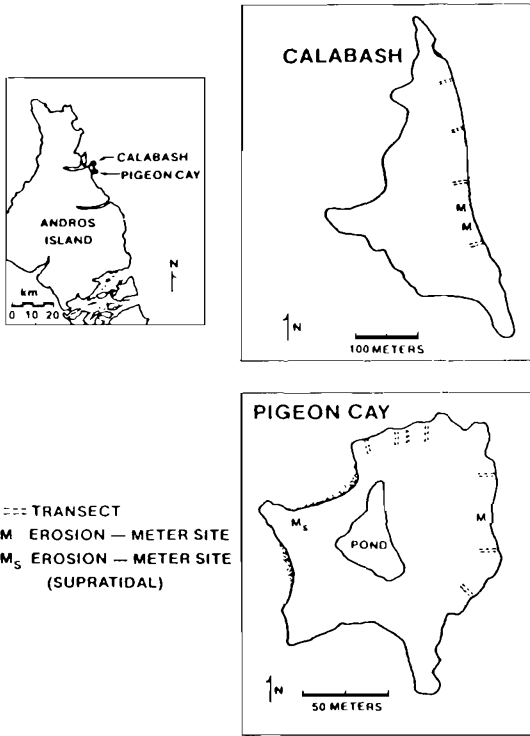 CALABASH
PIGEON CAY
ANDROS
ISLAND
N
km
0 10 20
CALABASH
M
M
N
100 METERS
TRANSECT
M EROSION — METER SITE
Ms EROSION — METER SITE
(SUPRATIDAL)
PIGEON CAY
Ms
POND
M
N
50 METERS